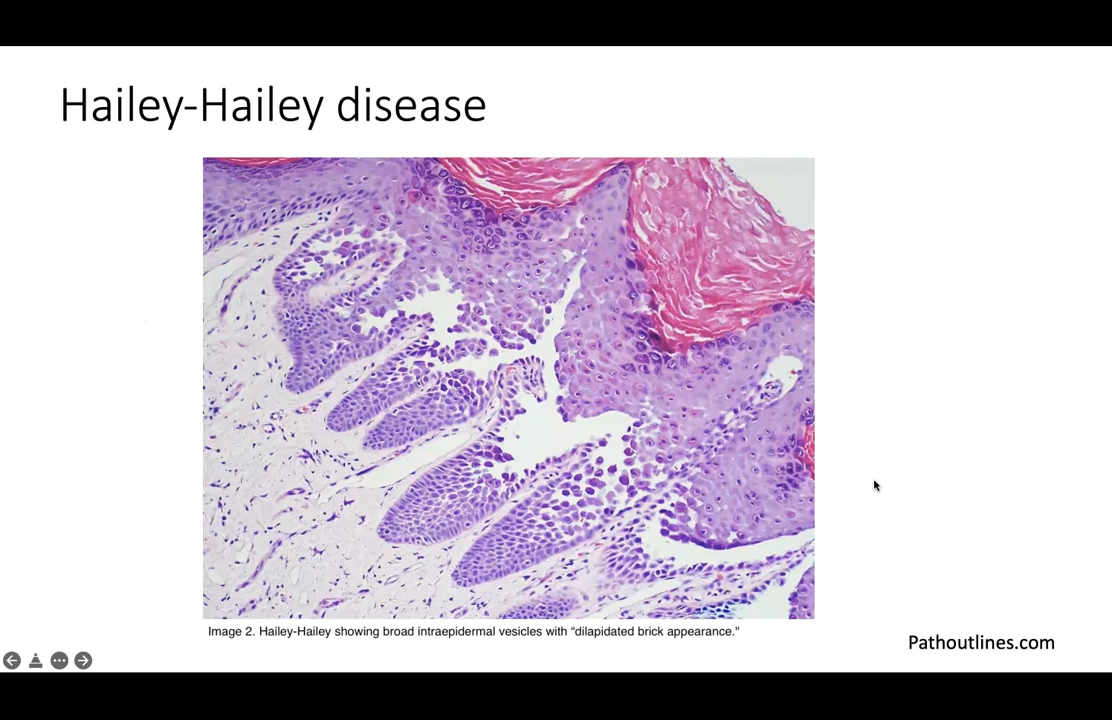 Hailey-Hailey disease
Image 2. Hailey-Hailey showing broad intraepidermal vesicles with “dilapidated brick appearance."
Pathoutlines.com